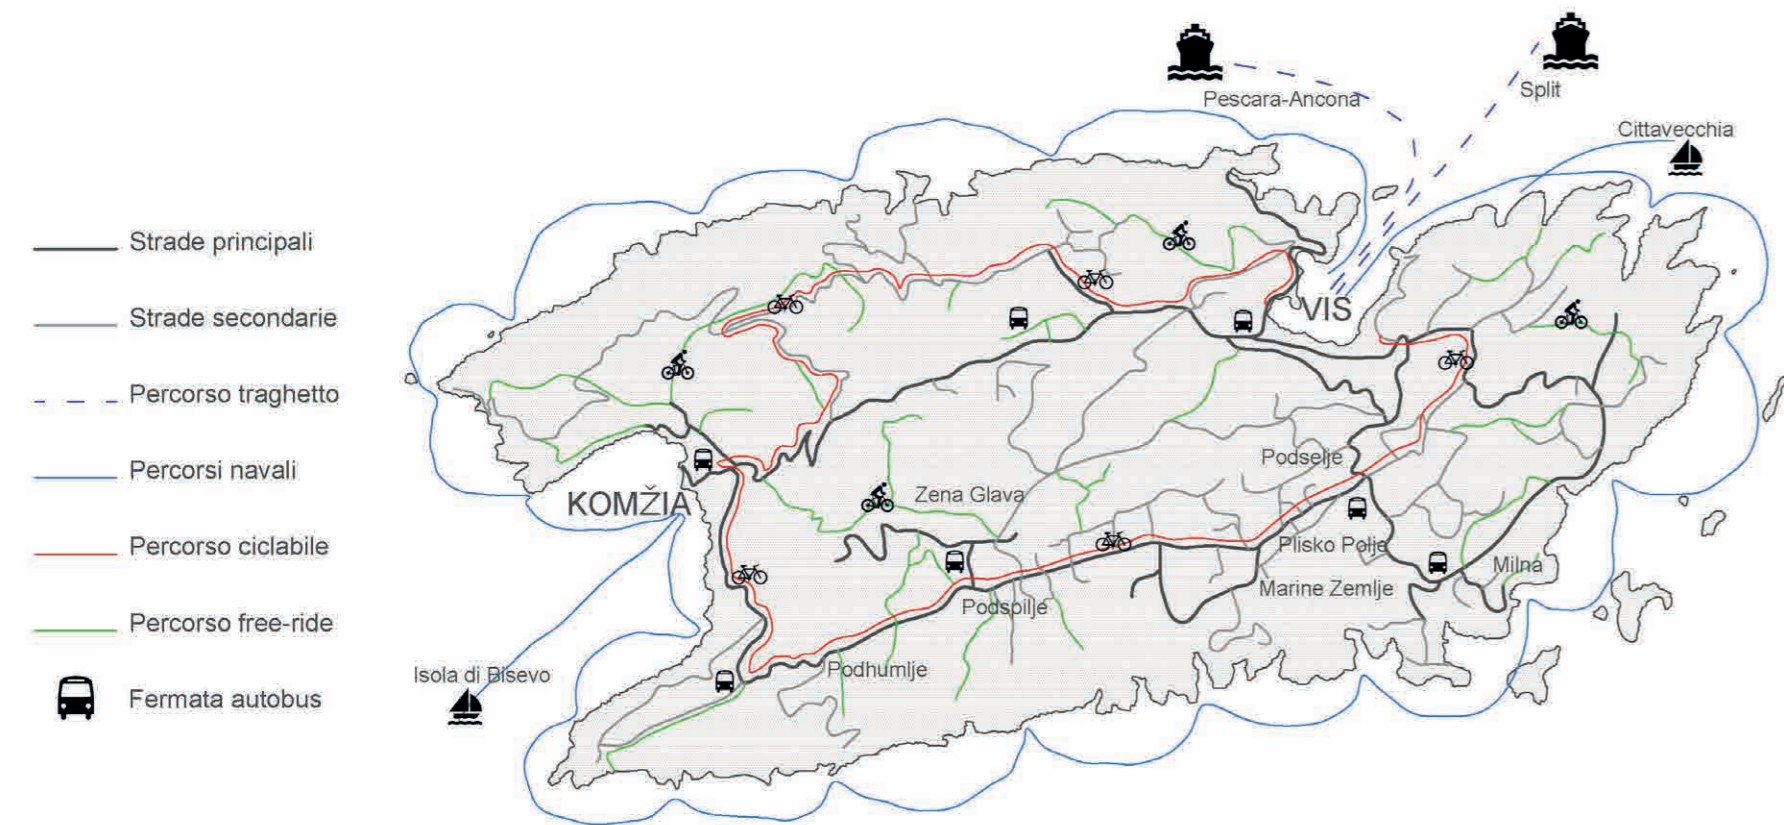 Strade principali
Strade secondarie
Percorso traghetto
Percorsi navali
Percorso ciclabile
Percorso free-ride
Fermata autobus
Pescara-Ancona
Split
Cittavecchia
VIS
KOMŽIA
Zena Glava
Podselje
Plisko Polje
Milna
Marine Zemlje
Podspilje
Podhumlje
Isola di Bisevo